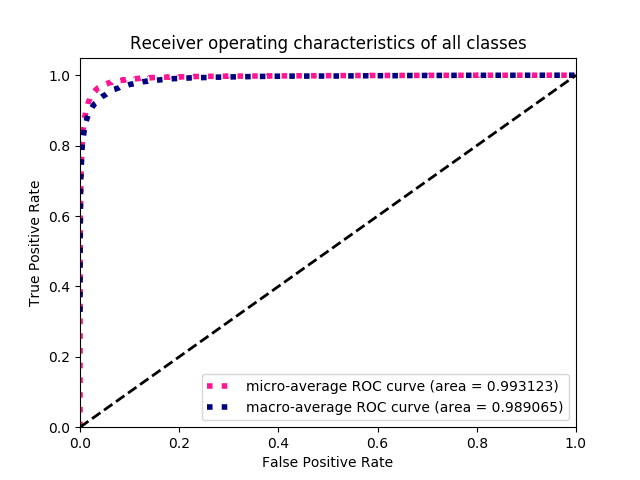 Receiver operating characteristics of all classes
True Positive Rate
1.0
0.8
0.6
0.4
0.2
0.0
micro-average ROC curve (area = 0.993123)
macro-average ROC curve (area = 0.989065)
0.0 0.2 0.4 0.6 0.8 1.0
False Positive Rate